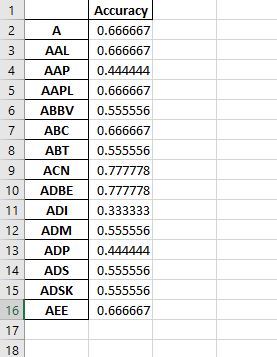 1 Accuracy
2 A 0.666667
3 AAL 0.666667
4 AAP 0.444444
5 AAPL 0.666667
6 ABBV 0.555556
7 ABC 0.666667
8 ABT 0.555556
9 ACN 0.777778
10 ADBE 0.777778
11 ADI 0.333333
12 ADM 0.555556
13 ADP 0.444444
14 ADS 0.555556
15 ADSK 0.555556
16 AEE 0.666667
17
18